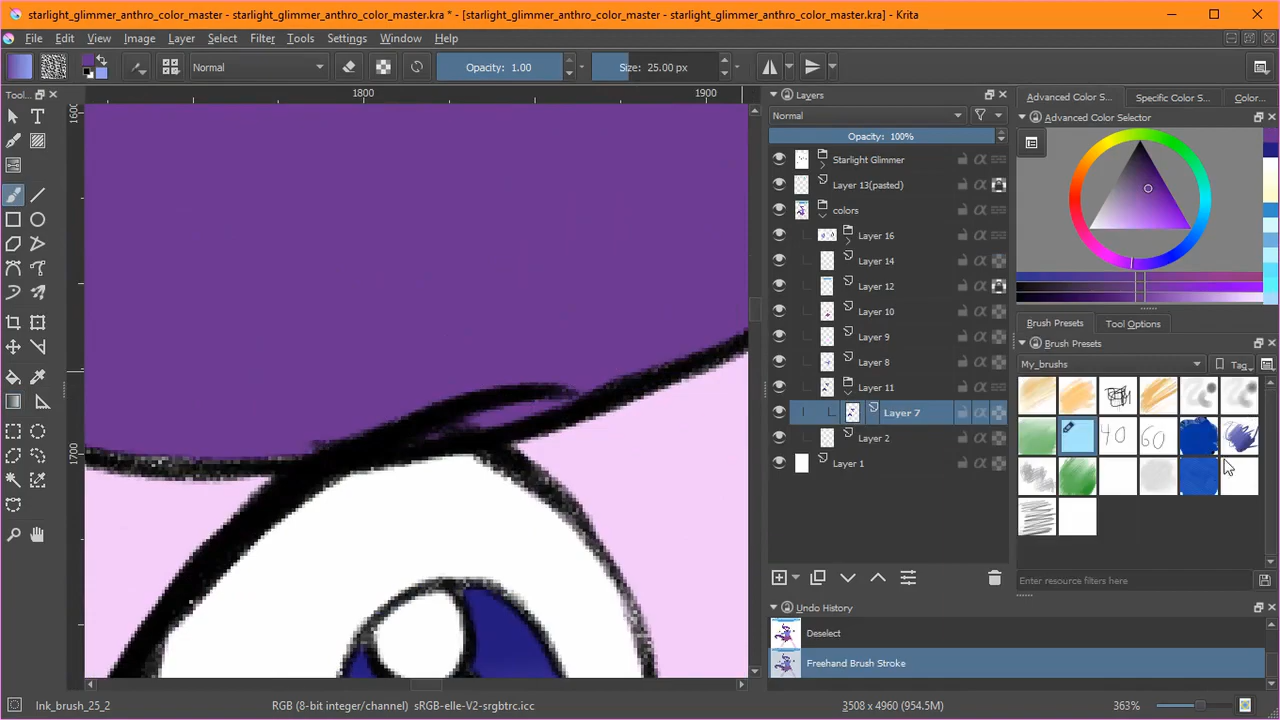 starlight_glimmer_anthro_color_master - starlight_glimmer_anthro_color_master.kra * - [starlight_glimmer_anthro_color_master - starlight_glimmer_anthro_color_master.kra] - Krita
File Edit View Image Layer Select Filter Tools Settings Window Help
Normal Opacity: 1.00 Size: 25.00 px
Tool...
1800 1900
1600
1700
Layers
Normal
Opacity: 100%
Starlight Glimmer
Layer 13(pasted)
colors
Layer 16
Layer 14
Layer 12
Layer 10
Layer 9
Layer 8
Layer 11
Layer 7
Layer 2
Layer 1
Undo History
Deselect
Freehand Brush Stroke
Advanced Color S... Specific Color S... Color...
Advanced Color Selector
Brush Presets Tool Options
Brush Presets
My_brushes Tag
40 60
Enter resource filters here
Ink_brush_25_2 RGB (8-bit integer/channel) sRGB-elle-V2-srgbtrc.icc 3508 x 4960 (954.5M) 363%